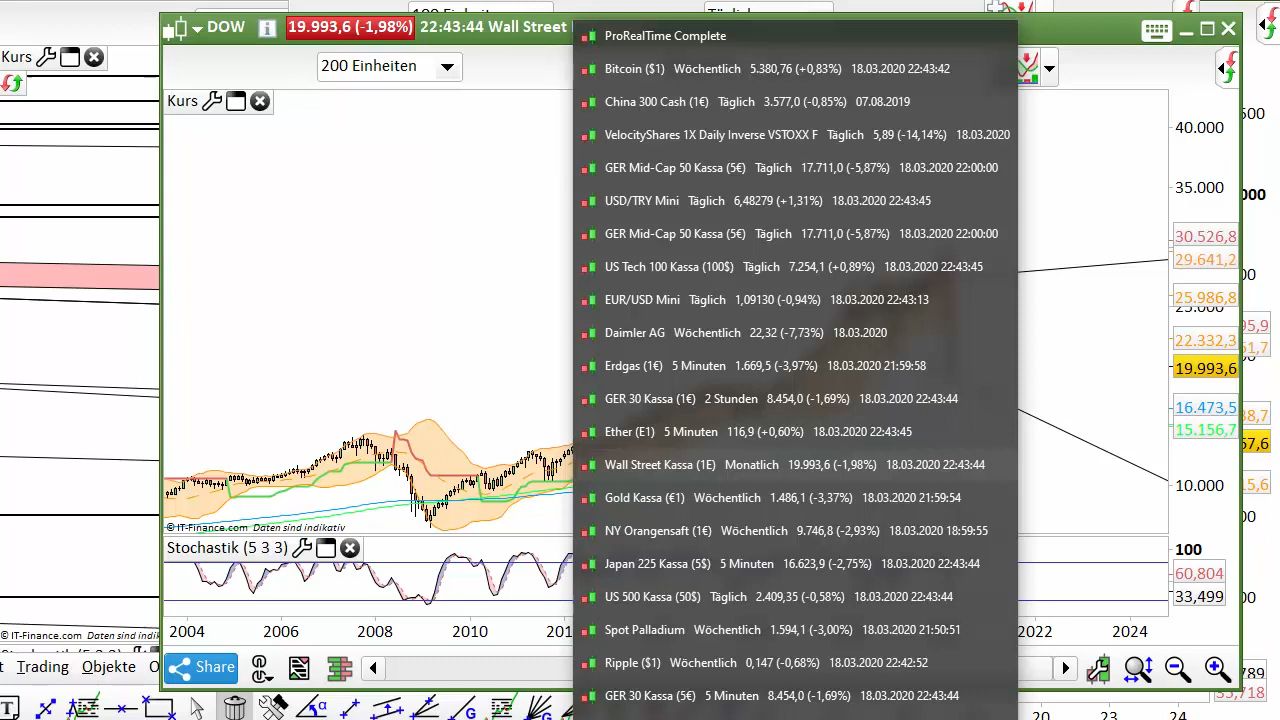 100 Einheiten
Täglich
DOW
19.993,6 (-1,98%)
22:43:44 Wall Street
200 Einheiten
Kurs
Kurs
ProRealTime Complete
Bitcoin ($1) Wöchentlich 5.380,76 (+0,83%) 18.03.2020 22:43:42
China 300 Cash (1€) Täglich 3.577,0 (-0,85%) 07.08.2019
VelocityShares 1X Daily Inverse VSTOXX F Täglich 5,89 (-14,14%) 18.03.2020
GER Mid-Cap 50 Kassa (5€) Täglich 17.711,0 (-5,87%) 18.03.2020 22:00:00
USD/TRY Mini Täglich 6,48279 (+1,31%) 18.03.2020 22:43:45
GER Mid-Cap 50 Kassa (5€) Täglich 17.711,0 (-5,87%) 18.03.2020 22:00:00
US Tech 100 Kassa (100$) Täglich 7.254,1 (+0,89%) 18.03.2020 22:43:45
EUR/USD Mini Täglich 1,09130 (-0,94%) 18.03.2020 22:43:13
Daimler AG Wöchentlich 22,32 (-7,73%) 18.03.2020
Erdgas (1€) 5 Minuten 1.669,5 (-3,97%) 18.03.2020 21:59:58
GER 30 Kassa (1€) 2 Stunden 8.454,0 (-1,69%) 18.03.2020 22:43:44
Ether (E1) 5 Minuten 116,9 (+0,60%) 18.03.2020 22:43:45
Wall Street Kassa (1E) Monatlich 19.993,6 (-1,98%) 18.03.2020 22:43:44
Gold Kassa (€1) Wöchentlich 1.486,1 (-3,37%) 18.03.2020 21:59:54
NY Orangensaft (1€) Wöchentlich 9.746,8 (-2,93%) 18.03.2020 18:59:55
Japan 225 Kassa (5$) 5 Minuten 16.623,9 (-2,75%) 18.03.2020 22:43:44
US 500 Kassa (50$) Täglich 2.409,35 (-0,58%) 18.03.2020 22:43:44
Spot Palladium Wöchentlich 1.594,1 (-3,00%) 18.03.2020 21:50:51
Ripple ($1) Wöchentlich 0,147 (-0,68%) 18.03.2020 22:42:52
GER 30 Kassa (5€) 5 Minuten 8.454,0 (-1,69%) 18.03.2020 22:43:44
40.000
35.000
30.526,8
29.641,2
25.986,8
25.000
22.332,3
19.993,6
16.473,5
15.156,7
10.000
© IT-Finance.com Daten sind indikativ
Stochastik (5 3 3)
100
60,804
33,499
2004 2006 2008 2010 2022 2024
© IT-Finance.com Daten sind
Share
Trading Objekte
20 22 24